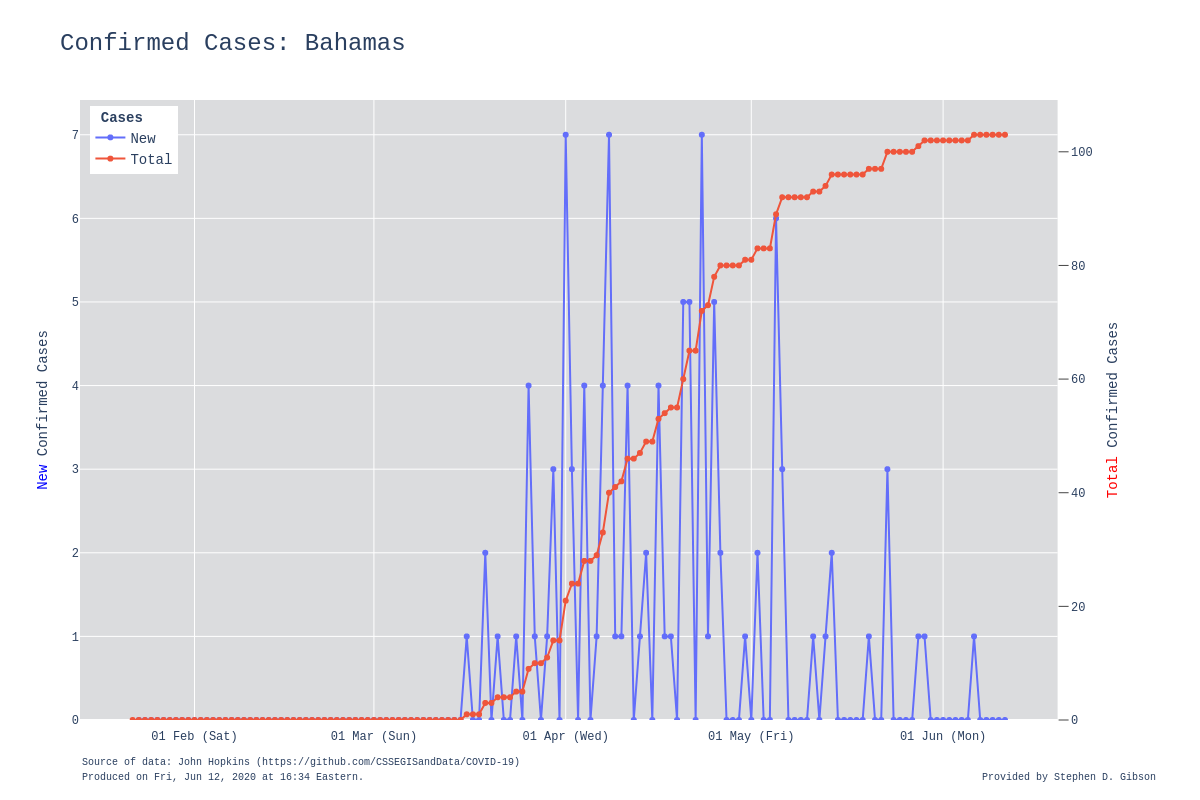 Confirmed Cases: Bahamas
Cases
New
Total
7
6
5
4
3
2
1
0
100
80
60
40
20
0
New Confirmed Cases
Total Confirmed Cases
01 Feb (Sat)
01 Mar (Sun)
01 Apr (Wed)
01 May (Fri)
01 Jun (Mon)
Source of data: John Hopkins (https://github.com/CSSEGISandData/COVID-19)
Produced on Fri, Jun 12, 2020 at 16:34 Eastern.
Provided by Stephen D. Gibson